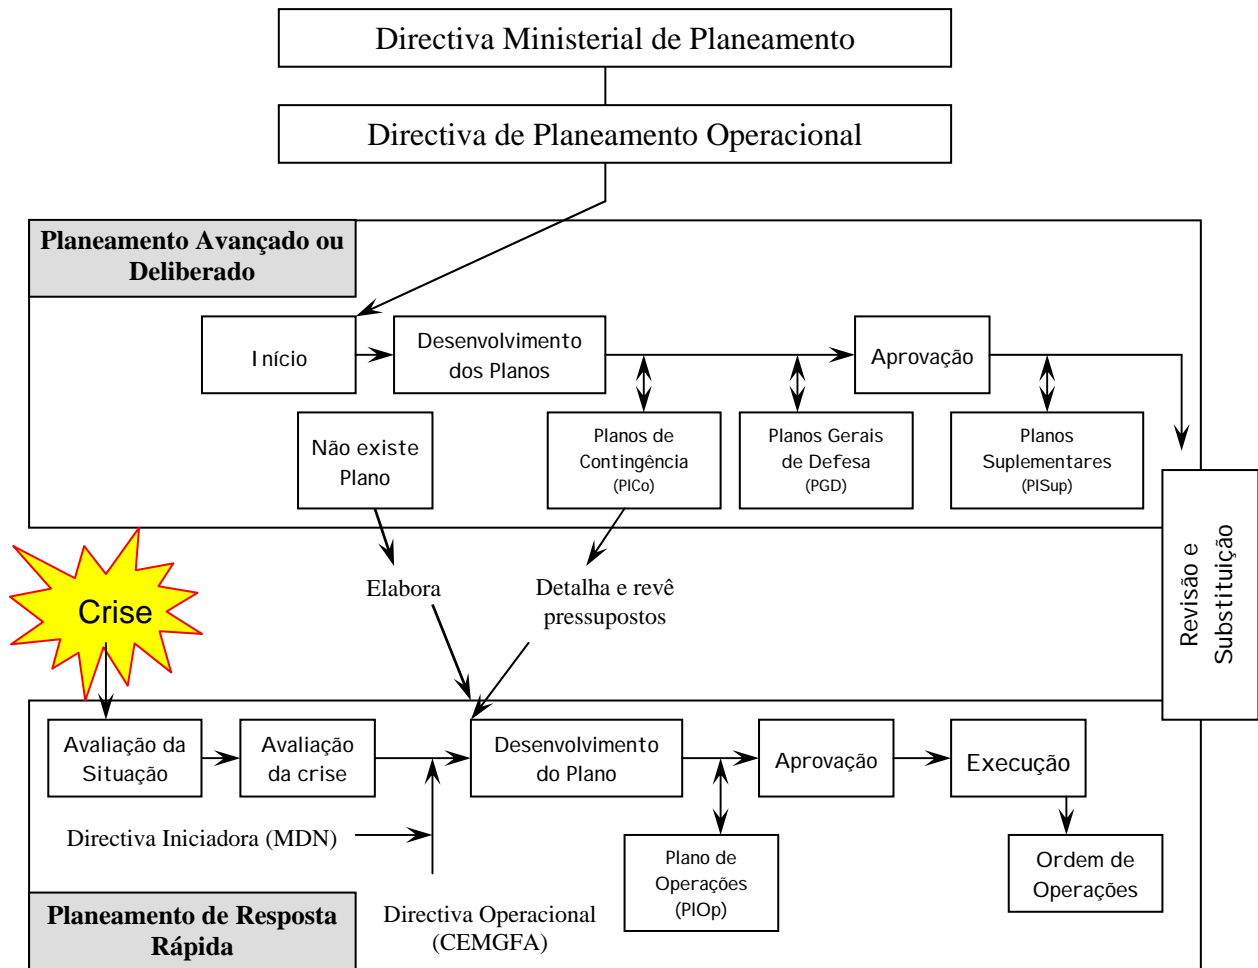 Directiva Ministerial de Planeamento
Directiva de Planeamento Operacional
Planeamento Avançado ou
Deliberado
Início
Desenvolvimento
dos Planos
Aprovação
Não existe
Plano
Planos de
Contingência
(PlCo)
Planos Gerais
de Defesa
(PGD)
Planos
Suplementares
(PlSup)
Revisão e
Substituição
Crise
Elabora
Detalha e revê
pressupostos
Avaliação da
Situação
Avaliação
da crise
Desenvolvimento
do Plano
Aprovação
Execução
Directiva Iniciadora (MDN)
Plano de
Operações
(PlOp)
Ordem de
Operações
Directiva Operacional
(CEMGFA)
Planeamento de Resposta
Rápida